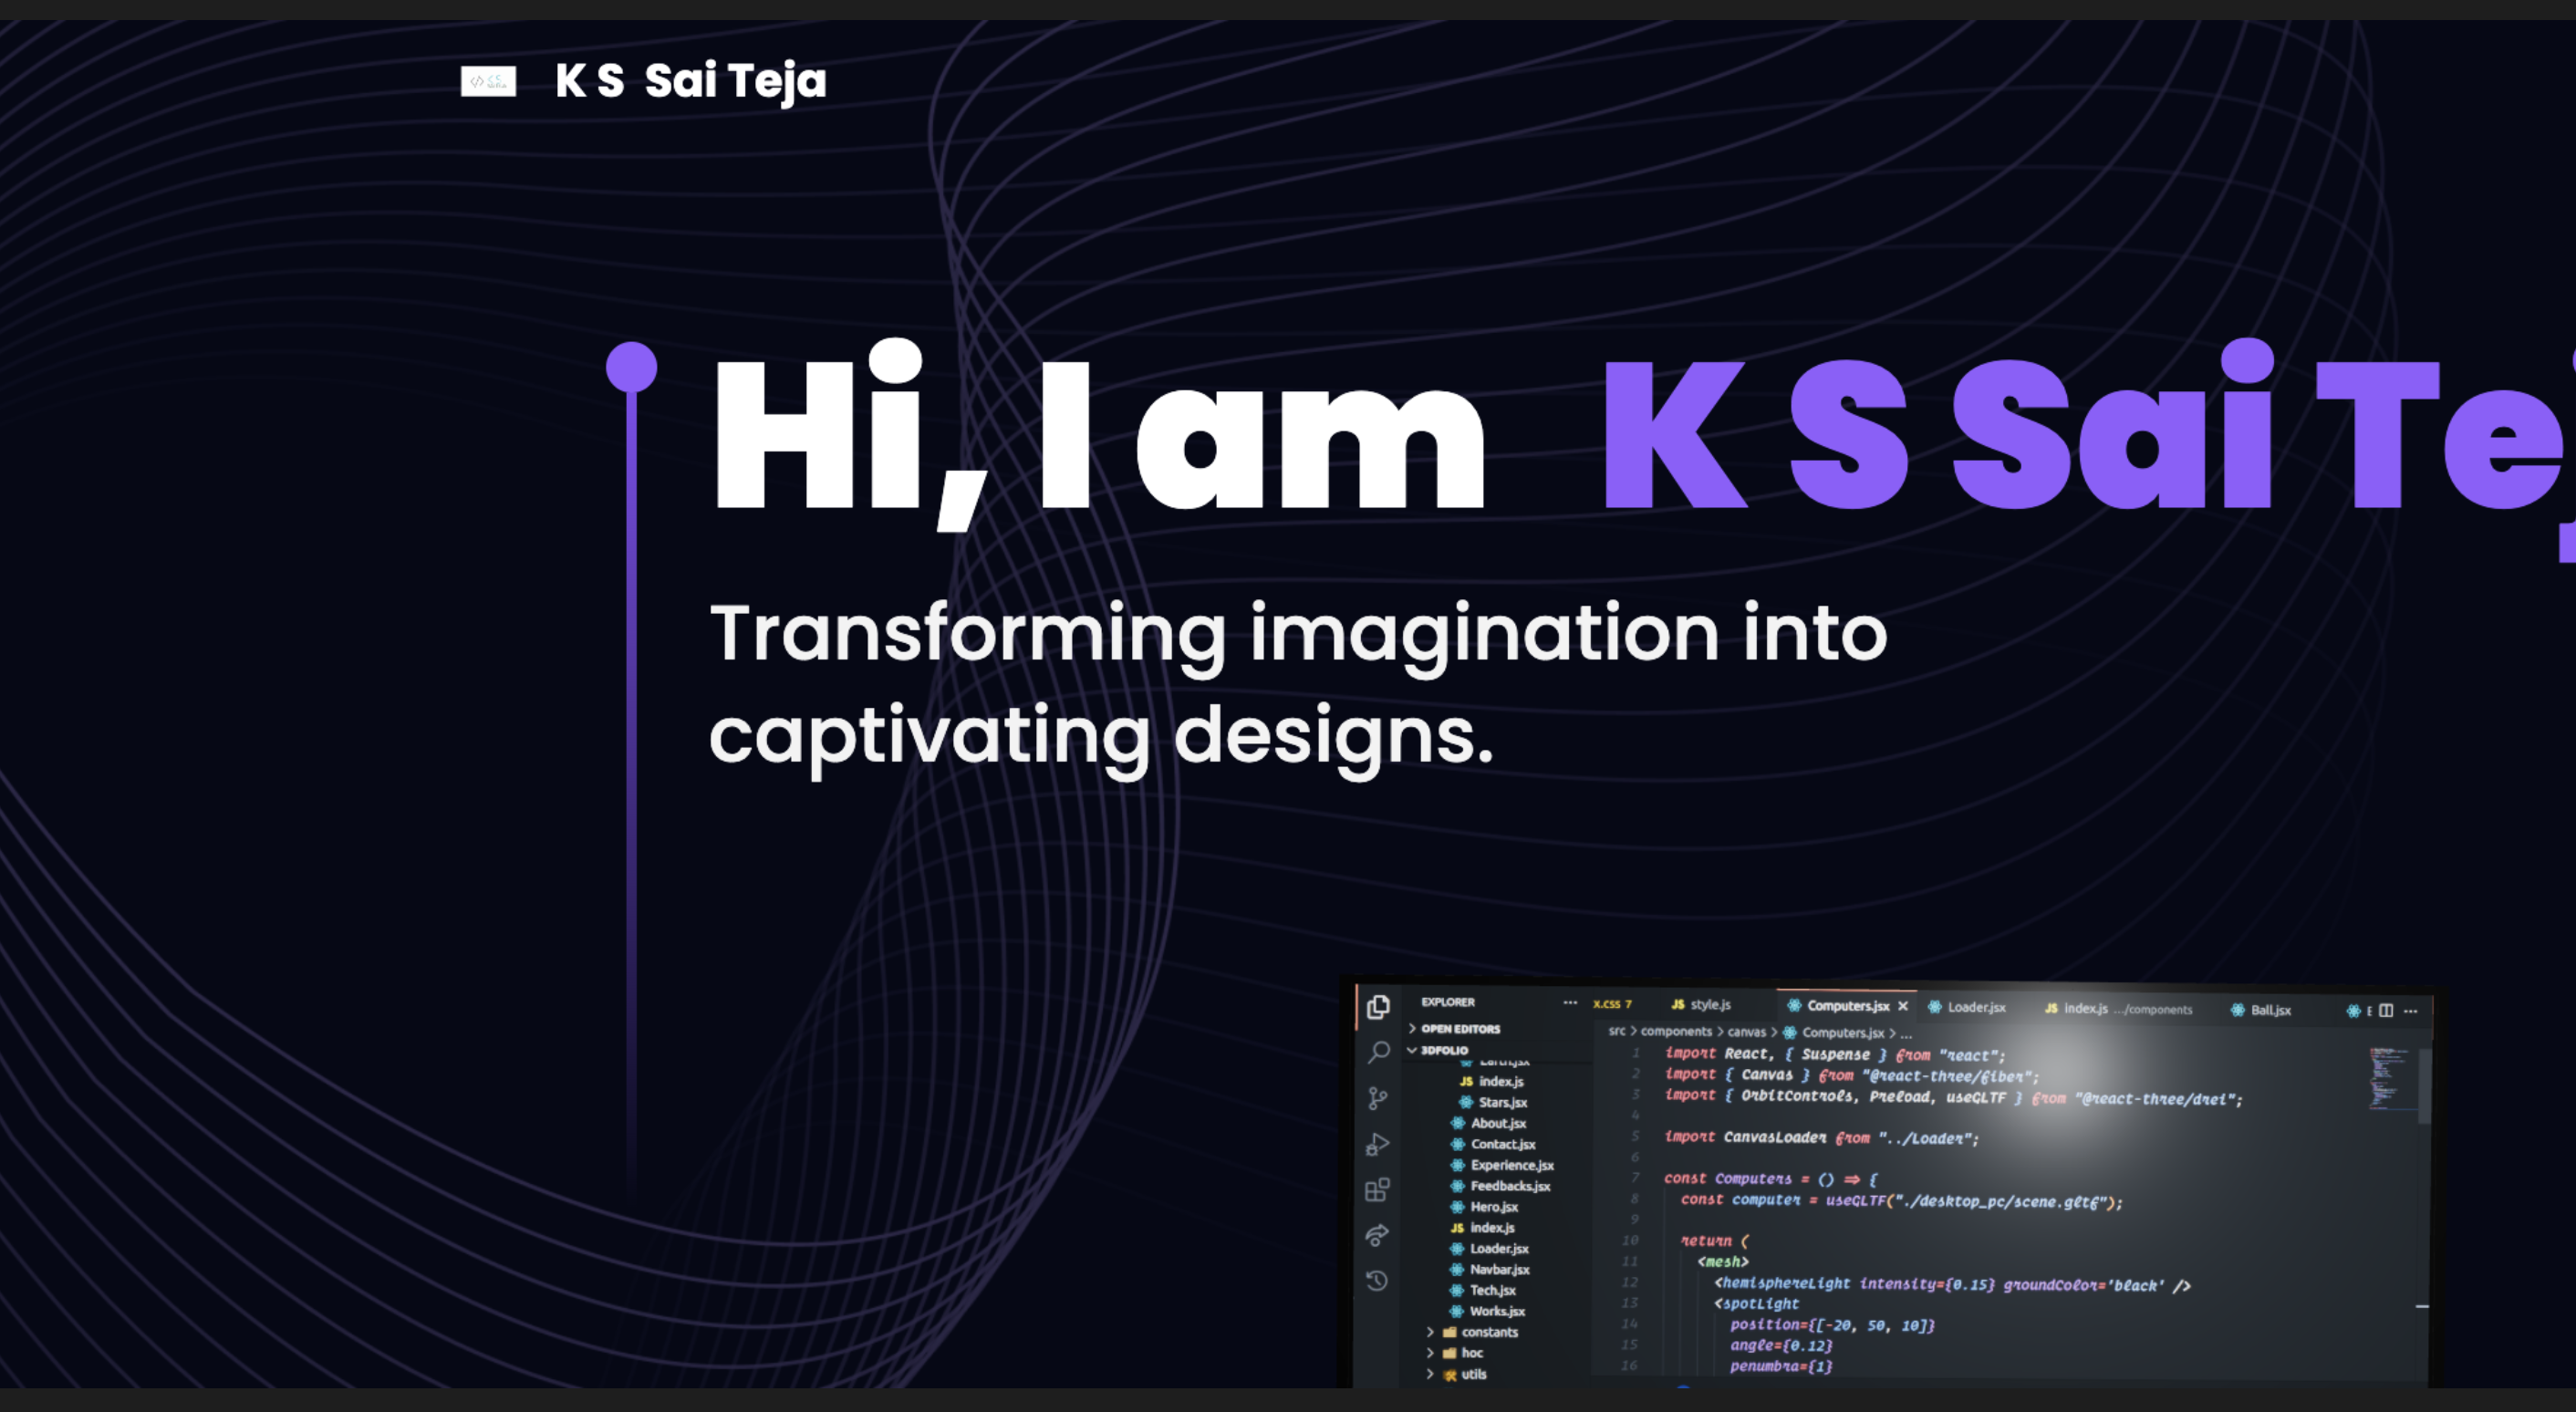 K S Sai Teja
Hi, I am K S Sai Tej
Transforming imagination into
captivating designs.
EXPLORER
OPEN EDITORS
3DFOLIO
Earth.jsx
index.js
Stars.jsx
About.jsx
Contact.jsx
Experience.jsx
Feedbacks.jsx
Hero.jsx
index.js
Loader.jsx
Navbar.jsx
Tech.jsx
Works.jsx
constants
hoc
utils
x.css 7 JS style.js Computers.jsx × Loader.jsx JS index.js .../components Ball.jsx E ...
src > components > canvas > Computers.jsx > ...
1 import React, { Suspense } from "react";
2 import { Canvas } from "@react-three/fiber";
3 import { OrbitControls, Preload, useGLTF } from "@react-three/drei";
4
5 import CanvasLoader from "../Loader";
6
7 const Computers = () => {
8 const computer = useGLTF("./desktop_pc/scene.gltf");
9
10 return (
11 <mesh>
12 <hemisphereLight intensity={0.15} groundColor='black' />
13 <spotLight
14 position={[-20, 50, 10]}
15 angle={0.12}
16 penumbra={1}